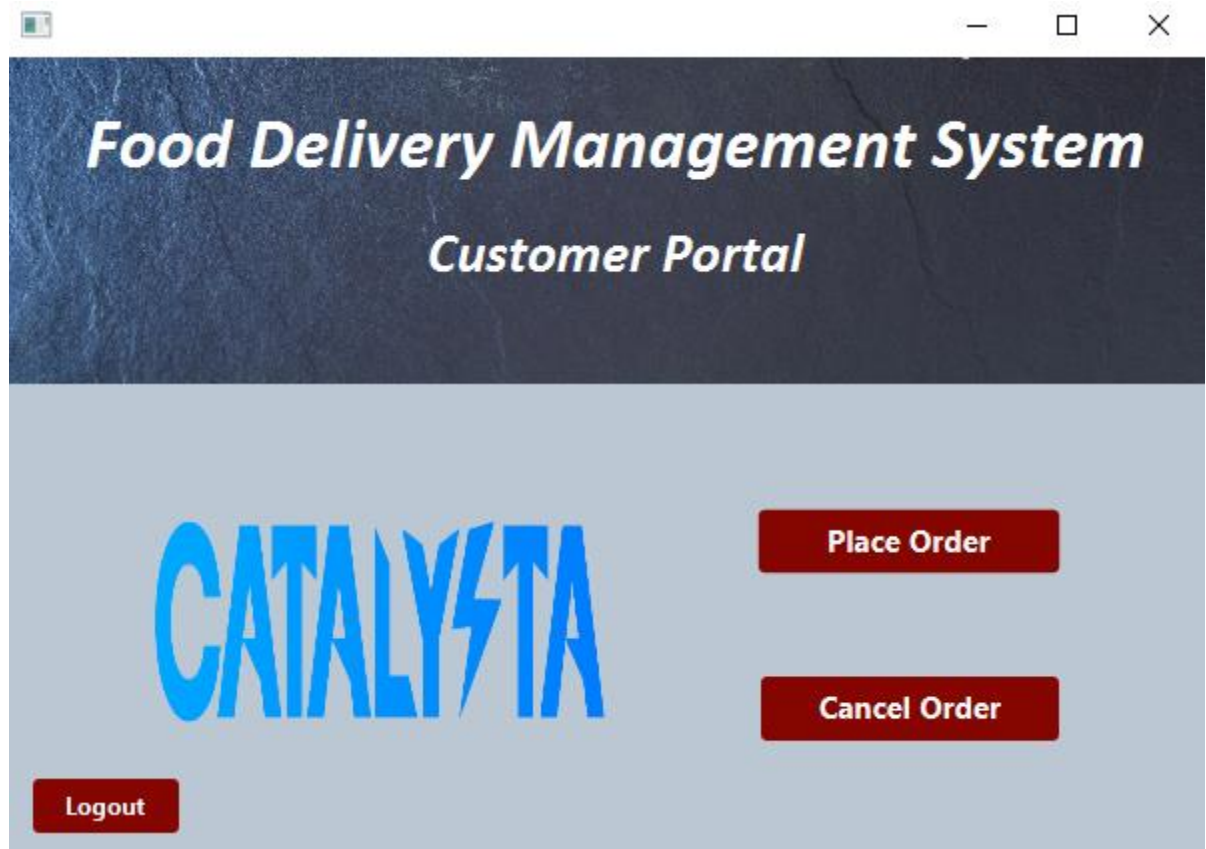 Food Delivery Management System
Customer Portal
CATALYSTA
Place Order
Cancel Order
Logout